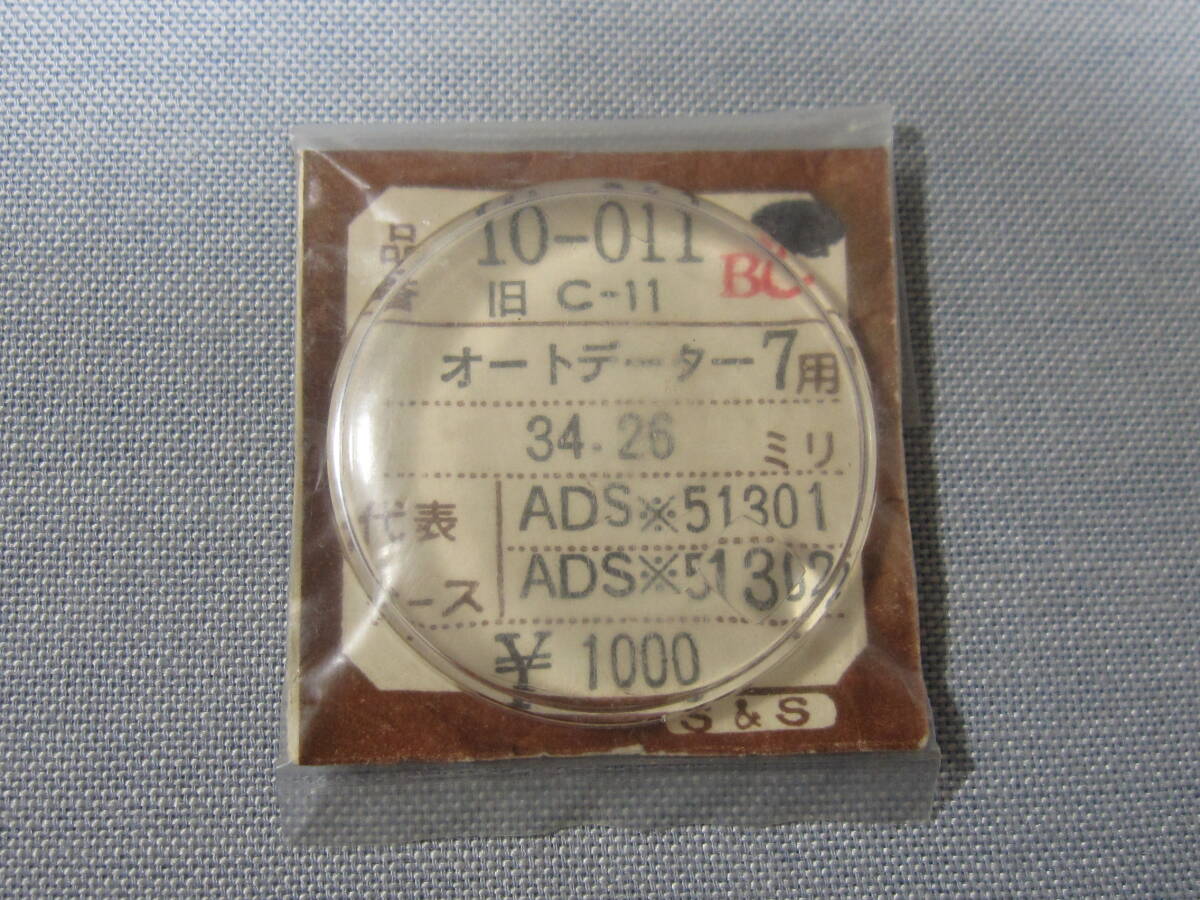 品番 10-011
旧 C-11 BC
オートデーター7用
34.26 ミリ
代表ケース ADS※51301
ADS※51302
¥ 1000
S & S